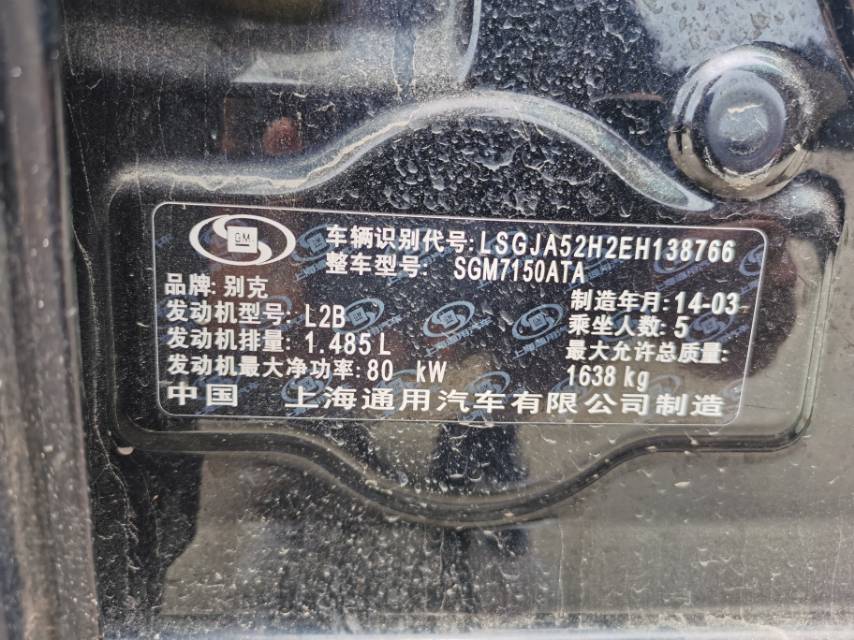 GM
车辆识别代号:LSGJA52H2EH138766
整车型号: SGM7150ATA
品牌:别克
制造年月:14-03
发动机型号:L2B
乘坐人数:5
发动机排量:1.485L
最大允许总质量:
1638 kg
发动机最大净功率:80 kW
中国 上海通用汽车有限公司制造